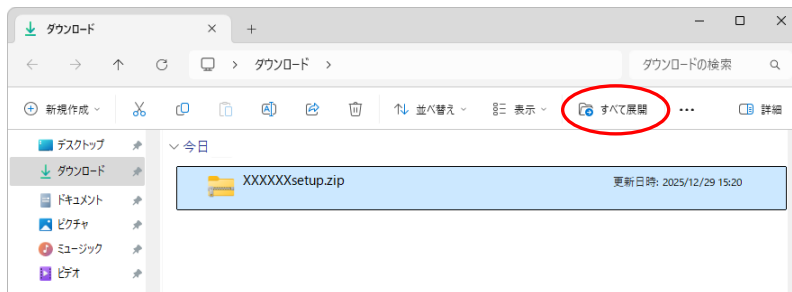 ダウンロード
ダウンロード
ダウンロードの検索
新規作成
並べ替え
表示
すべて展開
詳細
デスクトップ
ダウンロード
ドキュメント
ピクチャ
ミュージック
ビデオ
今日
XXXXXXsetup.zip
更新日時: 2025/12/29 15:20